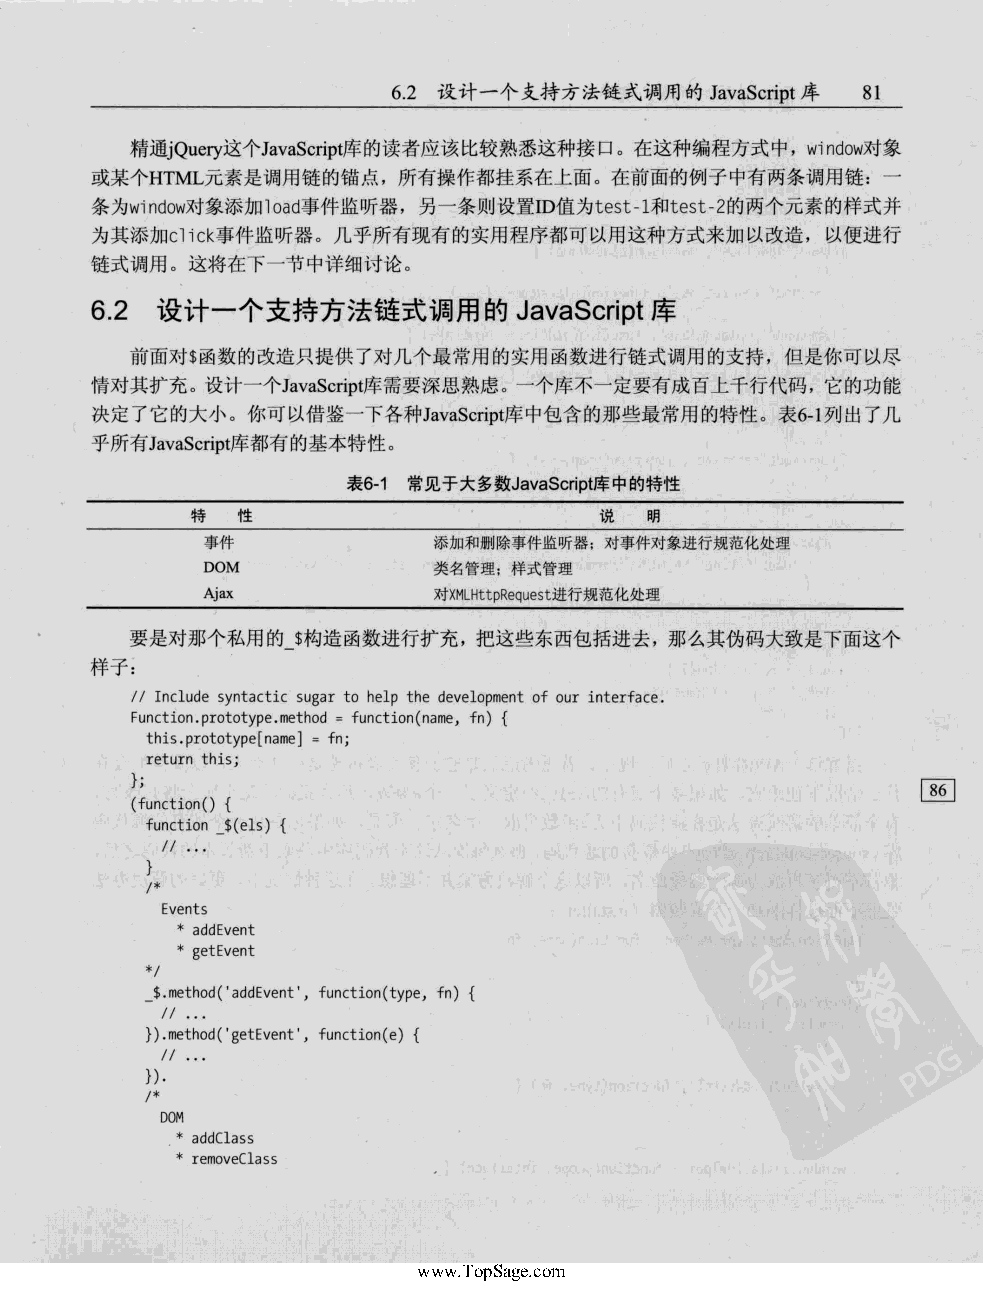 6.2 设计一个支持方法链式调用的 JavaScript 库 81
精通jQuery这个JavaScript库的读者应该比较熟悉这种接口。在这种编程方式中，window对象
或某个HTML元素是调用链的锚点，所有操作都挂系在上面。在前面的例子中有两条调用链：一
条为window对象添加load事件监听器，另一条则设置ID值为test-1和test-2的两个元素的样式并
为其添加click事件监听器。几乎所有现有的实用程序都可以用这种方式来加以改造，以便进行
链式调用。这将在下一节中详细讨论。
6.2 设计一个支持方法链式调用的 JavaScript 库
前面对$函数的改造只提供了对几个最常用的实用函数进行链式调用的支持，但是你可以尽
情对其扩充。设计一个JavaScript库需要深思熟虑。一个库不一定要有成百上千行代码，它的功能
决定了它的大小。你可以借鉴一下各种JavaScript库中包含的那些最常用的特性。表6-1列出了几
乎所有JavaScript库都有的基本特性。
表6-1 常见于大多数JavaScript库中的特性
特 性 说 明
事件 添加和删除事件监听器；对事件对象进行规范化处理
DOM 类名管理；样式管理
Ajax 对XMLHttpRequest进行规范化处理
要是对那个私用的_$构造函数进行扩充，把这些东西包括进去，那么其伪码大致是下面这个
样子：
// Include syntactic sugar to help the development of our interface.
Function.prototype.method = function(name, fn) {
this.prototype[name] = fn;
return this;
};
(function() {
function _$(els) {
// ...
}
/*
Events
* addEvent
* getEvent
*/
_$.method('addEvent', function(type, fn) {
// ...
}).method('getEvent', function(e) {
// ...
}).
/*
DOM
* addClass
* removeClass
86
PDG
www.TopSage.com